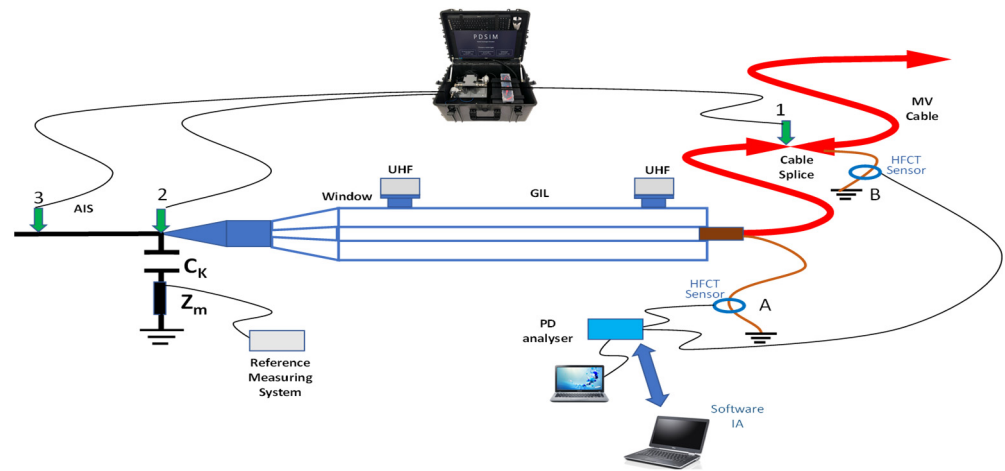 PDSIM
1
MV
Cable
Cable
Splice
HFCT
Sensor
B
UHF
UHF
Window
GIL
3
AIS
2
C_K
Z_m
HFCT
Sensor
A
PD
analyser
Reference
Measuring
System
Software
IA